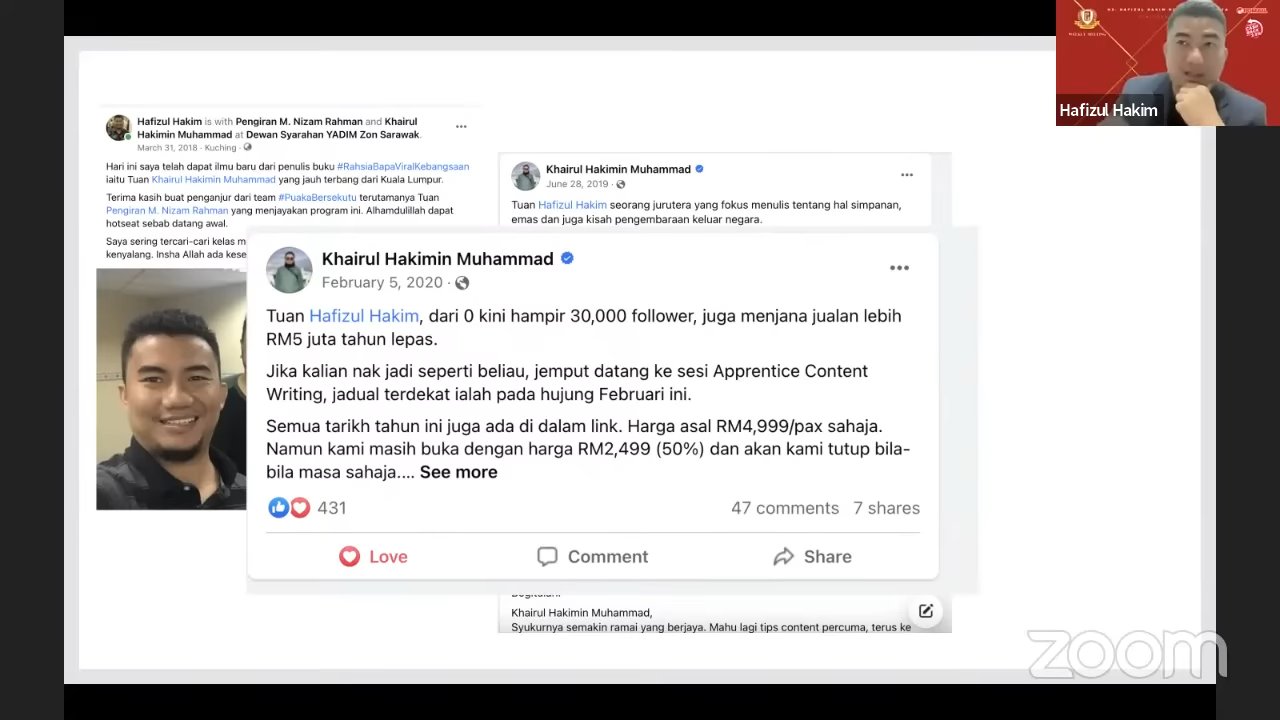 Hafizul Hakim is with Pengiran M. Nizam Rahman and Khairul
Hakimin Muhammad at Dewan Syarahan YADIM Zon Sarawak.
March 31, 2018 · Kuching ·
Hari ini saya telah dapat ilmu baru dari penulis buku #RahsiaBapaViralKebangsaan
iaitu Tuan Khairul Hakimin Muhammad yang jauh terbang dari Kuala Lumpur.
Terima kasih buat penganjur dari team #PuakaBersekutu terutamanya Tuan
Pengiran M. Nizam Rahman yang menjayakan program ini. Alhamdulillah dapat
hotseat sebab datang awal.
Saya sering tercari-cari kelas m
kenyalang. Insha Allah ada kese
Khairul Hakimin Muhammad
June 28, 2019 ·
Tuan Hafizul Hakim seorang jurutera yang fokus menulis tentang hal simpanan,
emas dan juga kisah pengembaraan keluar negara.
Khairul Hakimin Muhammad
February 5, 2020 ·
Tuan Hafizul Hakim, dari 0 kini hampir 30,000 follower, juga menjana jualan lebih
RM5 juta tahun lepas.
Jika kalian nak jadi seperti beliau, jemput datang ke sesi Apprentice Content
Writing, jadual terdekat ialah pada hujung Februari ini.
Semua tarikh tahun ini juga ada di dalam link. Harga asal RM4,999/pax sahaja.
Namun kami masih buka dengan harga RM2,499 (50%) dan akan kami tutup bila-
bila masa sahaja.... See more
431
47 comments 7 shares
Love
Comment
Share
Khairul Hakimin Muhammad,
Syukurnya semakin ramai yang berjaya. Mahu lagi tips content percuma, terus ke
Hafizul Hakim
zoom